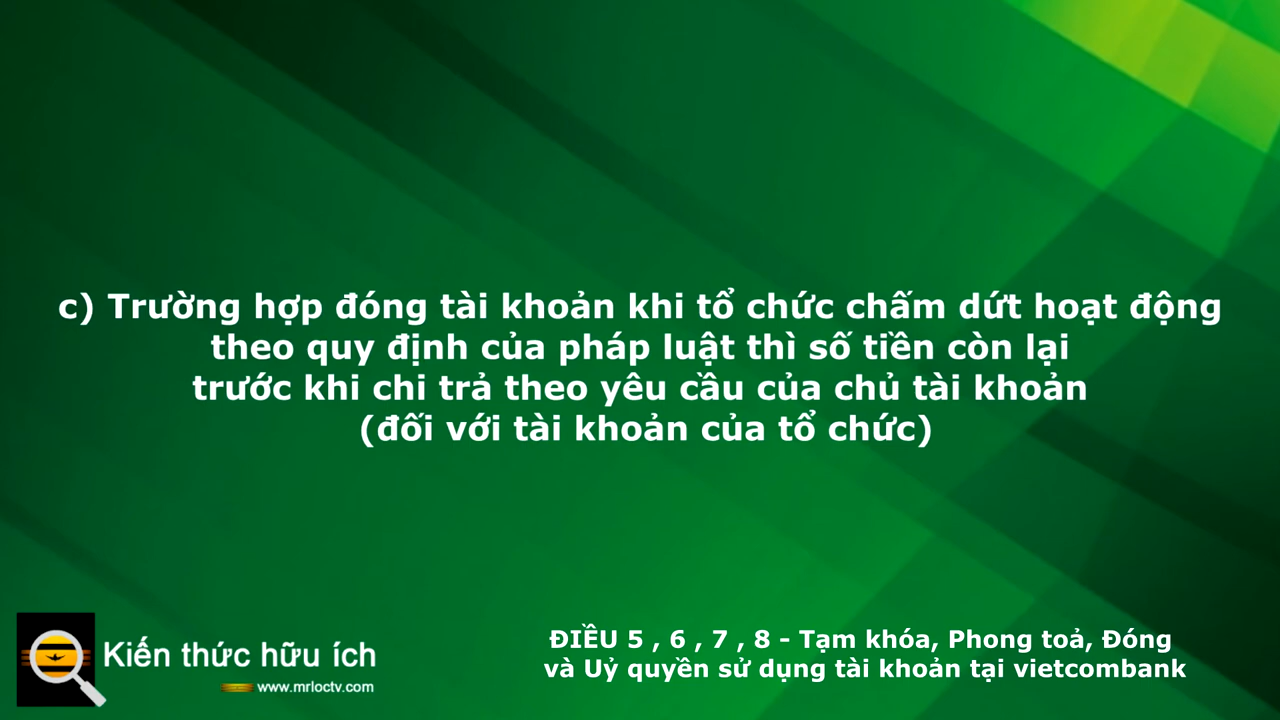 c) Trường hợp đóng tài khoản khi tổ chức chấm dứt hoạt động
theo quy định của pháp luật thì số tiền còn lại
trước khi chi trả theo yêu cầu của chủ tài khoản
(đối với tài khoản của tổ chức)
Kiến thức hữu ích
www.mrloctv.com
ĐIỀU 5 , 6 , 7 , 8 - Tạm khóa, Phong toả, Đóng
và Uỷ quyền sử dụng tài khoản tại vietcombank